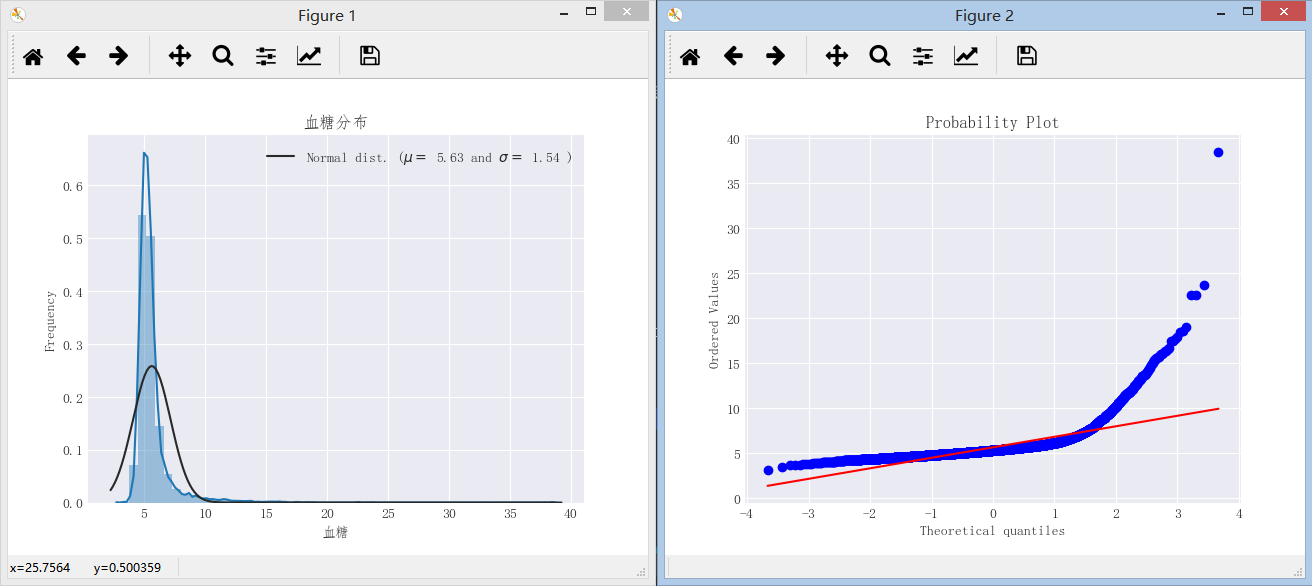 Figure 1
血糖分布
Normal dist. (μ = 5.63 and σ = 1.54 )
Frequency
0.6
0.5
0.4
0.3
0.2
0.1
0.0
5 10 15 20 25 30 35 40
血糖
x=25.7564 y=0.500359
Figure 2
Probability Plot
Ordered Values
40
35
30
25
20
15
10
5
0
-4 -3 -2 -1 0 1 2 3 4
Theoretical quantiles